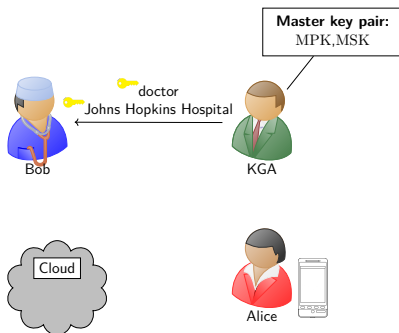 Master key pair:
MPK,MSK
doctor
Johns Hopkins Hospital
Bob
KGA
Cloud
Alice